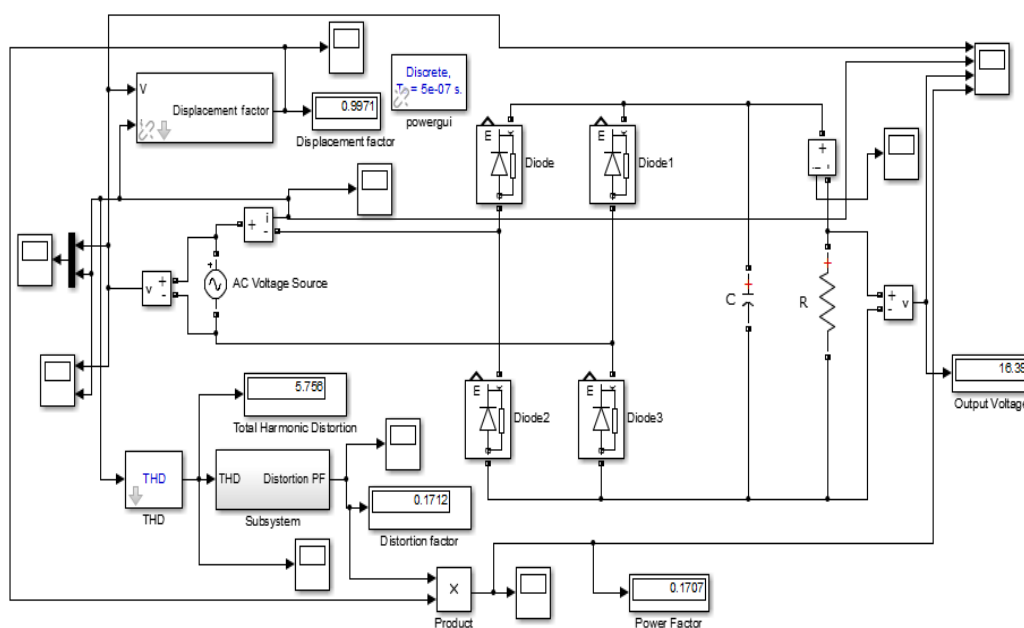 V
Displacement factor
0.9971
Displacement factor
Discrete,
= 5e-07 s.
powergui
E
Diode
E
Diode1
+
-
i
+
-
v
+
-
+
AC Voltage Source
+
-
C
+
R
+
+
-
v
16.39
Output Voltage
5.756
Total Harmonic Distortion
E
Diode2
E
Diode3
THD
THD
THD
Distortion PF
Subsystem
0.1712
Distortion factor
X
Product
0.1707
Power Factor